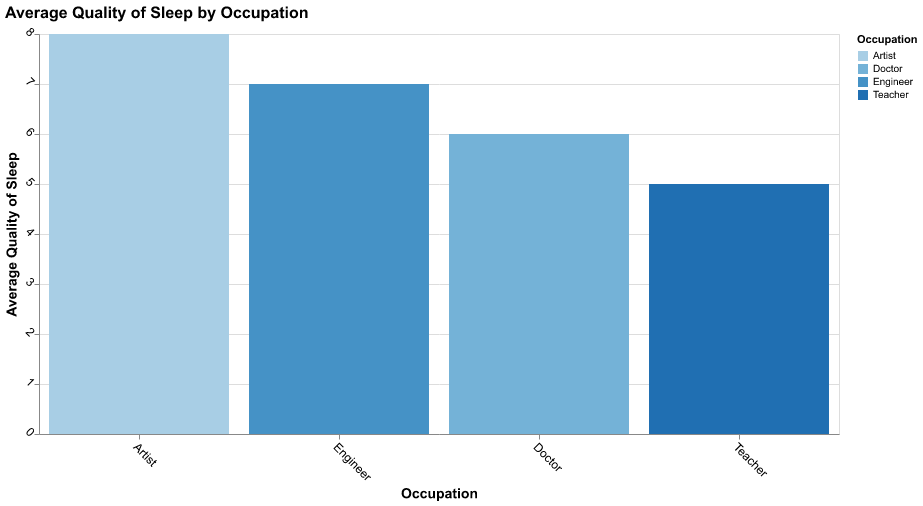 Average Quality of Sleep by Occupation
8
7
6
5
4
3
2
1
0
Average Quality of Sleep
Artist
Engineer
Doctor
Teacher
Occupation
Occupation
Artist
Doctor
Engineer
Teacher